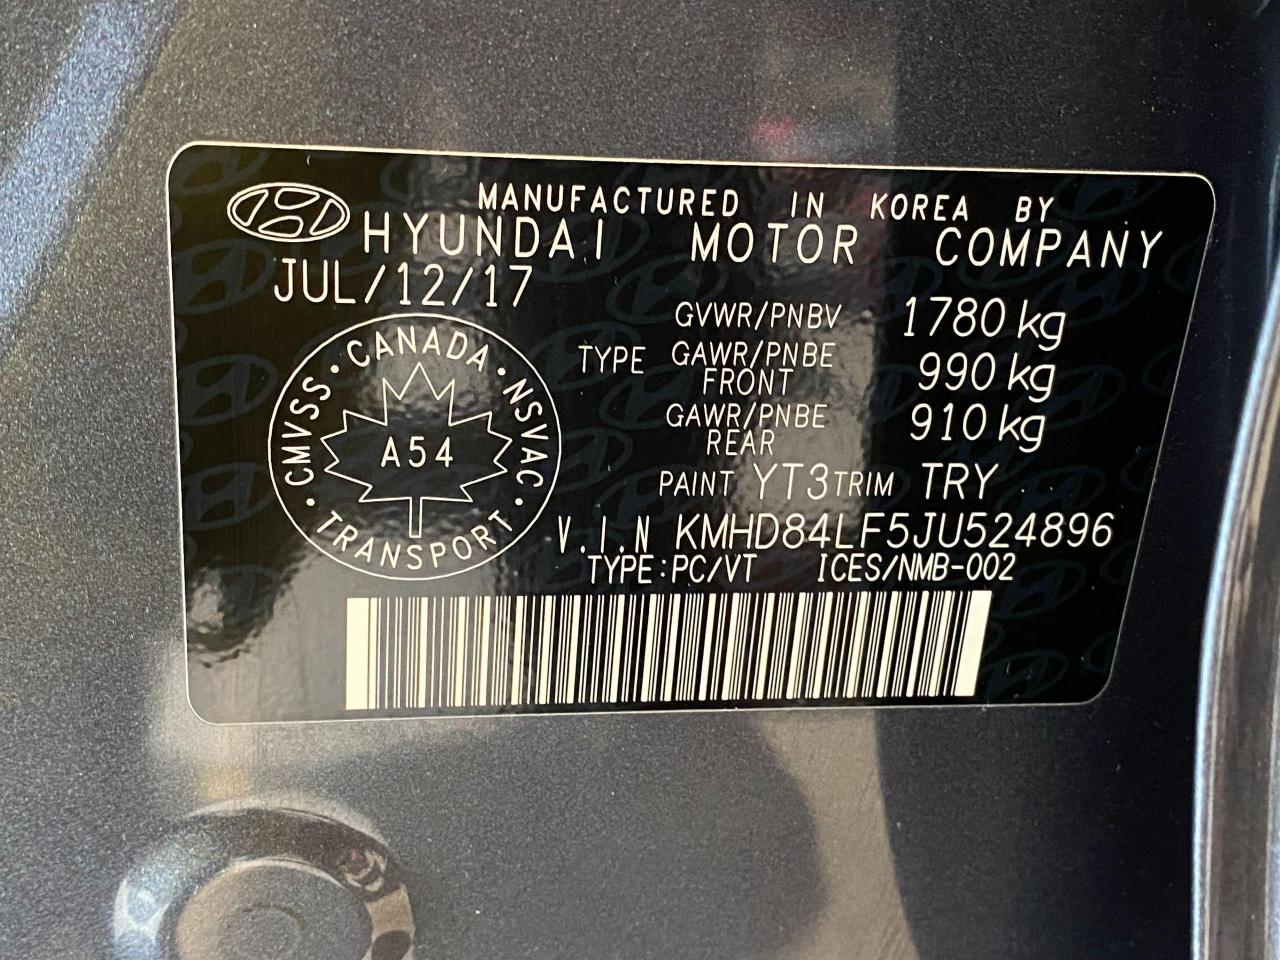 MANUFACTURED IN KOREA BY
HYUNDAI MOTOR COMPANY
JUL/12/17
GVWR/PNBV 1780 kg
TYPE GAWR/PNBE FRONT 990 kg
GAWR/PNBE REAR 910 kg
PAINT YT3 TRIM TRY
V.I.N KMHD84LF5JU524896
TYPE:PC/VT ICES/NMB-002
CMVSS · CANADA · NSVAC · TRANSPORT ·
A54